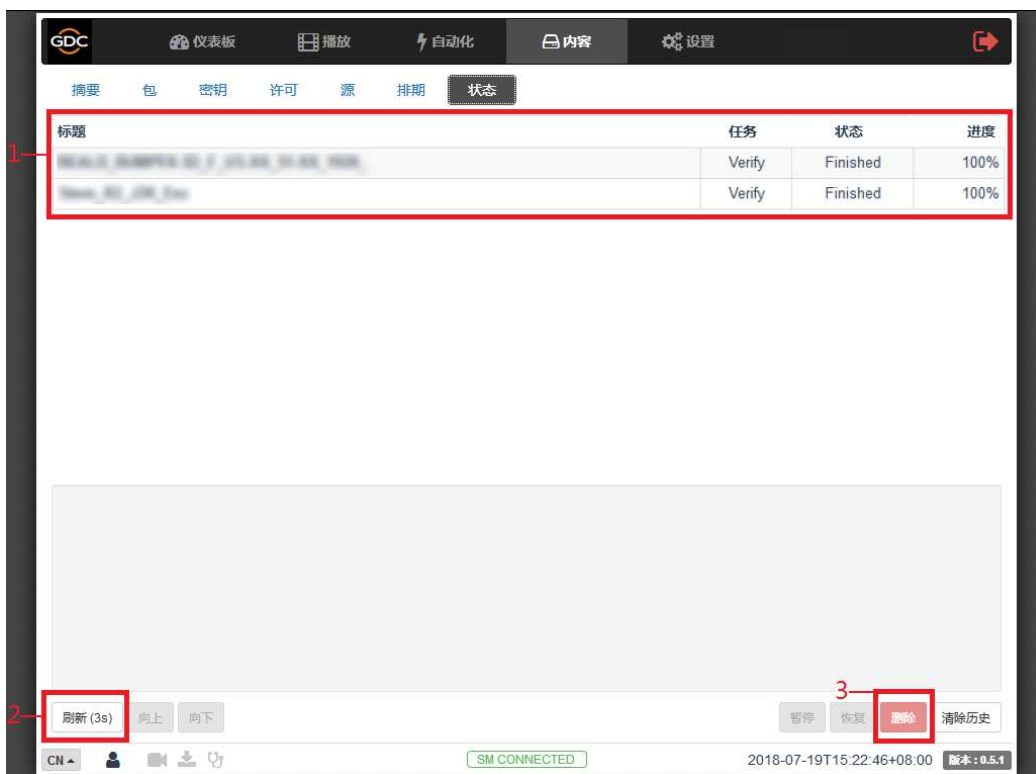 GDC 仪表板 播放 自动化 内容 设置
摘要 包 密钥 许可 源 排期 状态
标题 任务 状态 进度
1
Verify Finished 100%
Verify Finished 100%
3
2
刷新 (3s) 向上 向下 暂停 恢复 删除 清除历史
CN SM CONNECTED 2018-07-19T15:22:46+08:00 版本 : 0.5.1